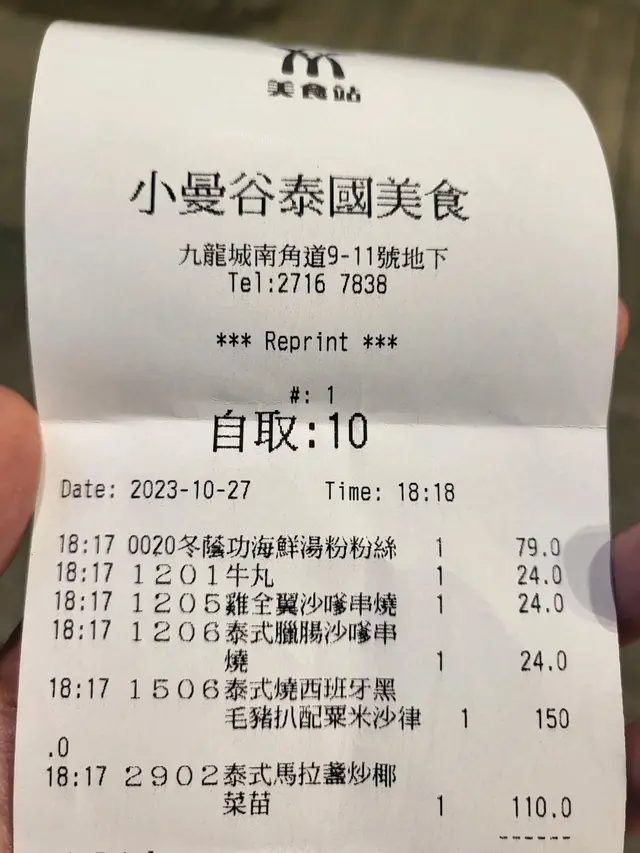 美食站
小曼谷泰國美食
九龍城南角道9-11號地下
Tel:2716 7838
*** Reprint ***
#: 1
自取:10
Date: 2023-10-27 Time: 18:18
18:17 0020冬蔭功海鮮湯粉粉絲 1 79.0
18:17 1201牛丸 1 24.0
18:17 1205雞全翼沙嗲串燒 1 24.0
18:17 1206泰式臘腸沙嗲串
燒 1 24.0
18:17 1506泰式燒西班牙黑
毛豬扒配粟米沙律 1 150
.0
18:17 2902泰式馬拉盞炒椰
菜苗 1 110.0
------